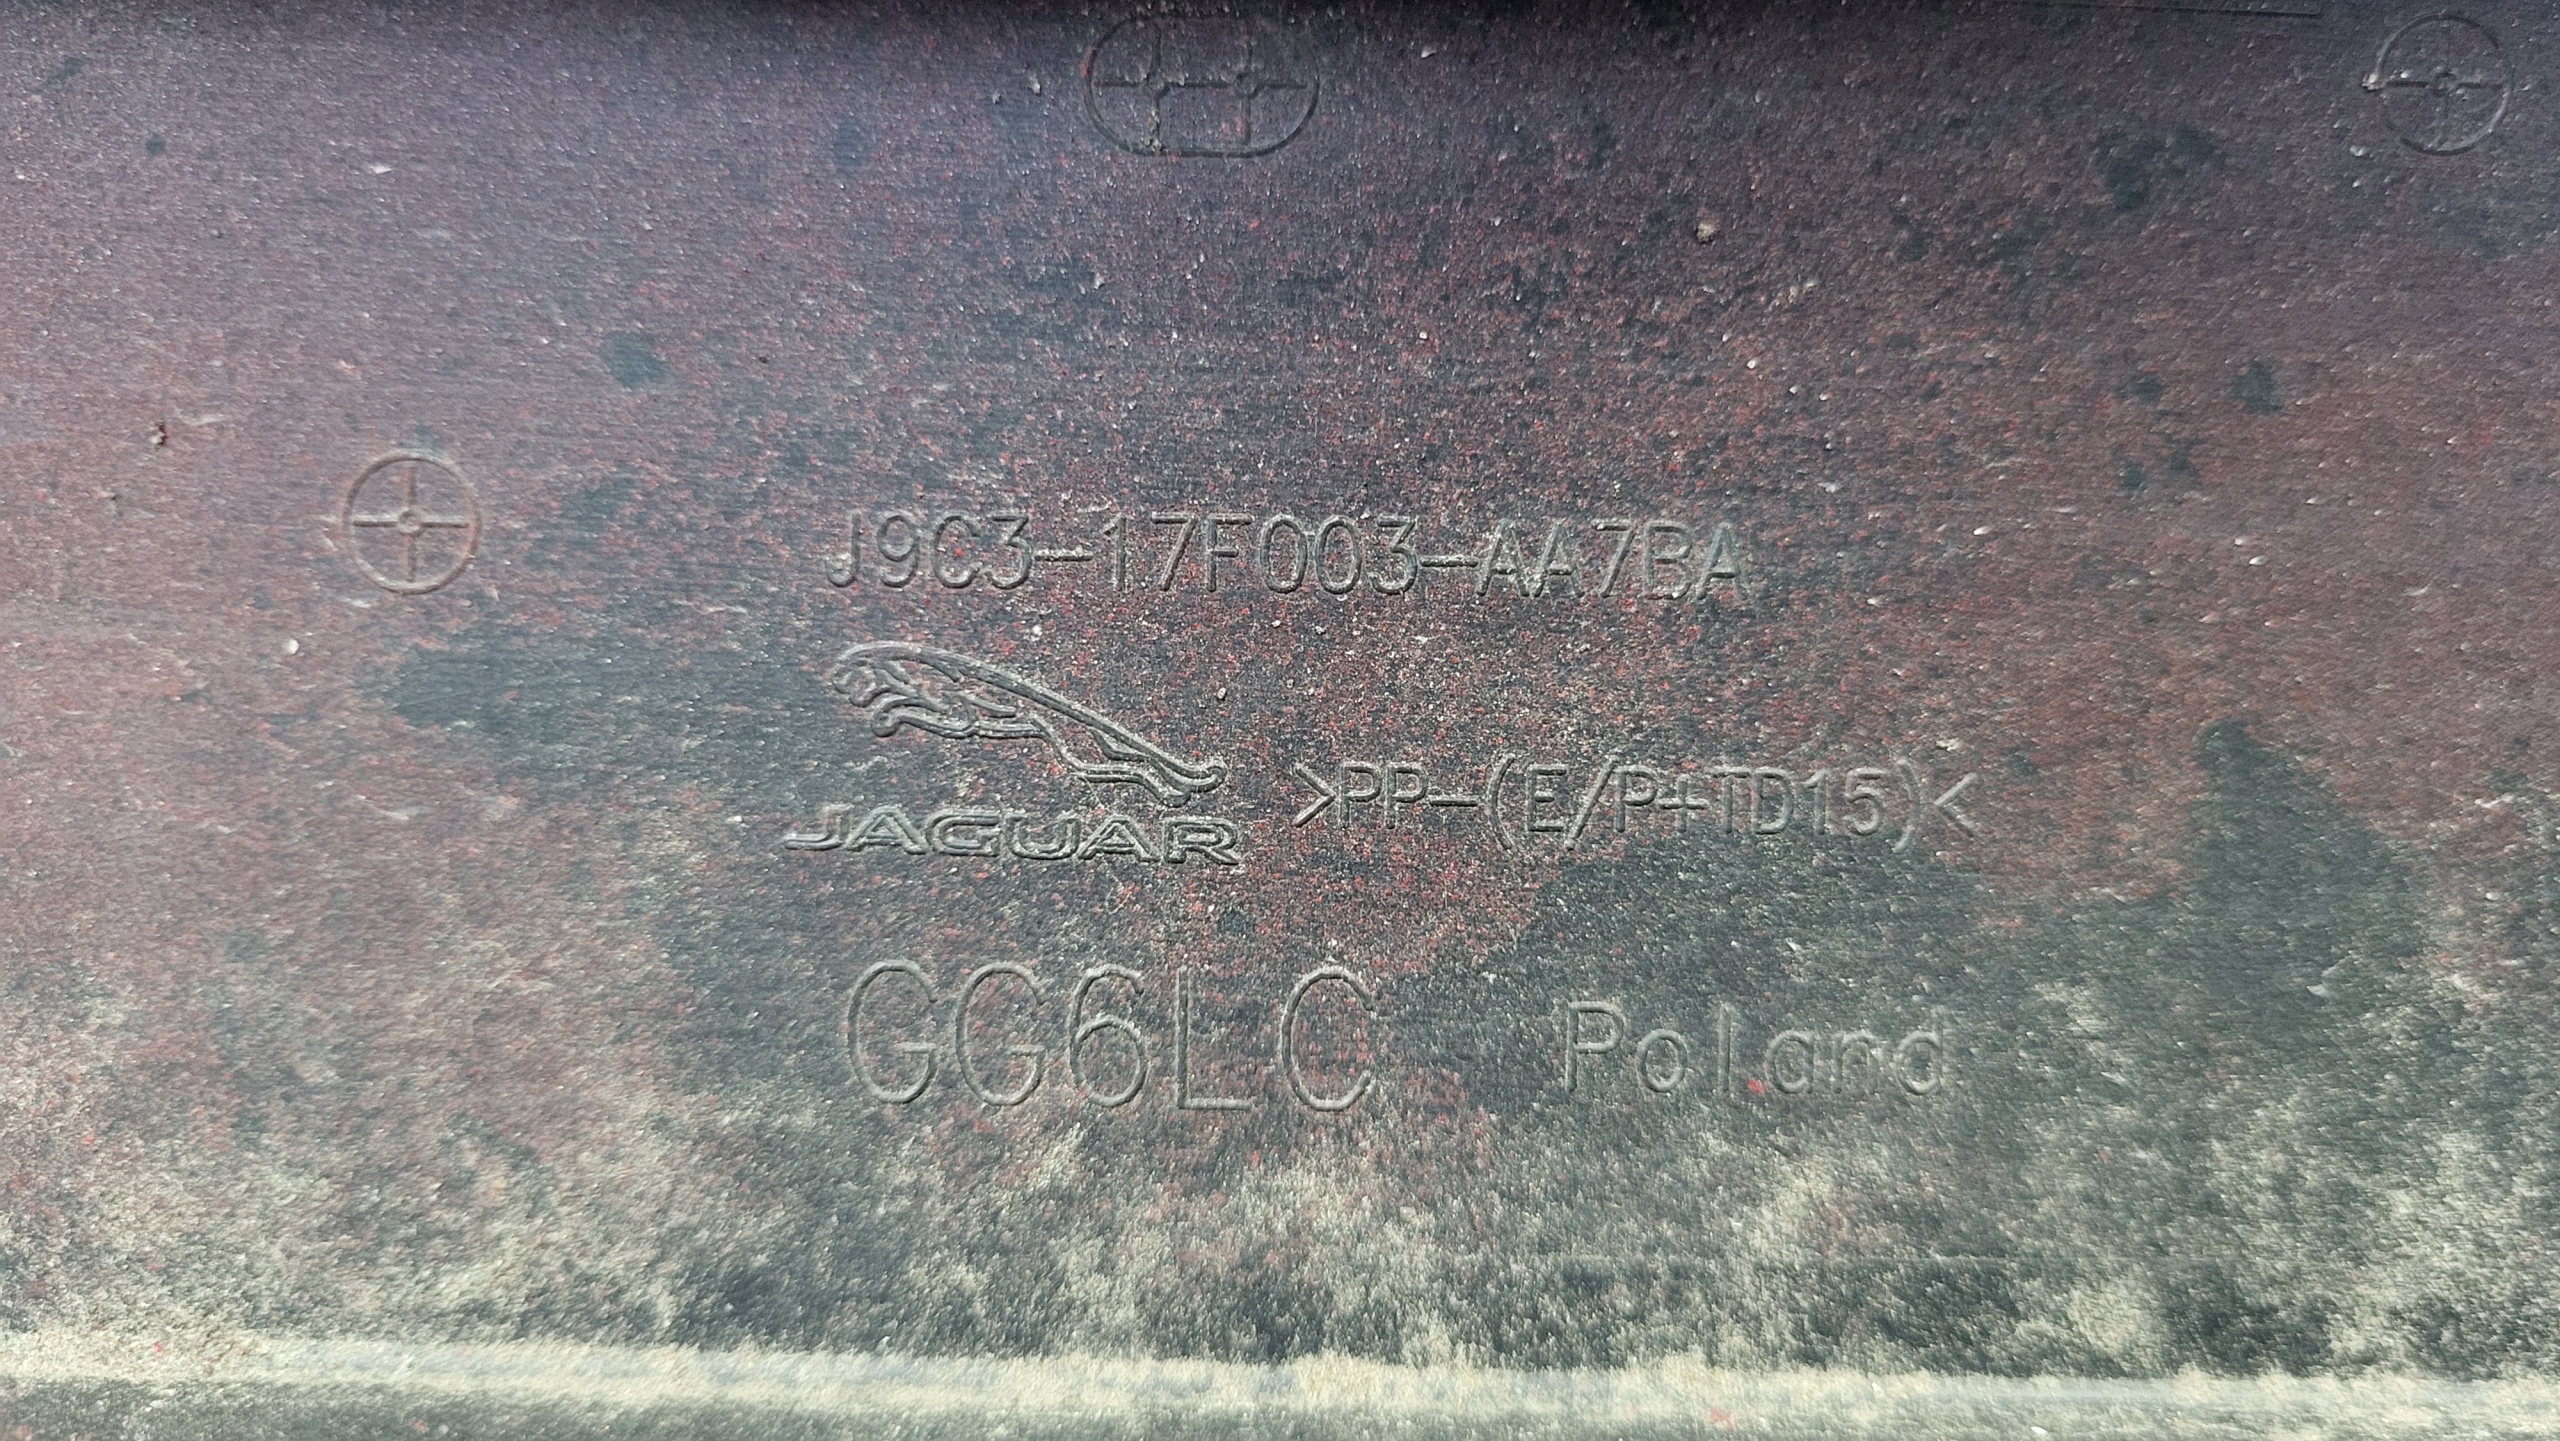 J9C3-17F003-AA7BA
JAGUAR >PP-(E/P+TD15)<
GG6LC Poland